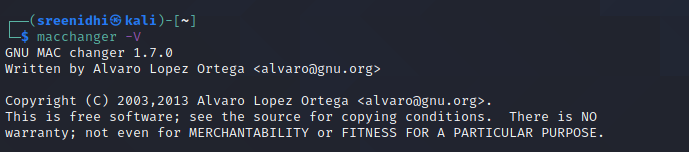 ┌──(sreenidhi㉿kali)-[~]
└─$ macchanger -V
GNU MAC changer 1.7.0
Written by Alvaro Lopez Ortega <alvaro@gnu.org>

Copyright (C) 2003,2013 Alvaro Lopez Ortega <alvaro@gnu.org>.
This is free software; see the source for copying conditions.  There is NO
warranty; not even for MERCHANTABILITY or FITNESS FOR A PARTICULAR PURPOSE.